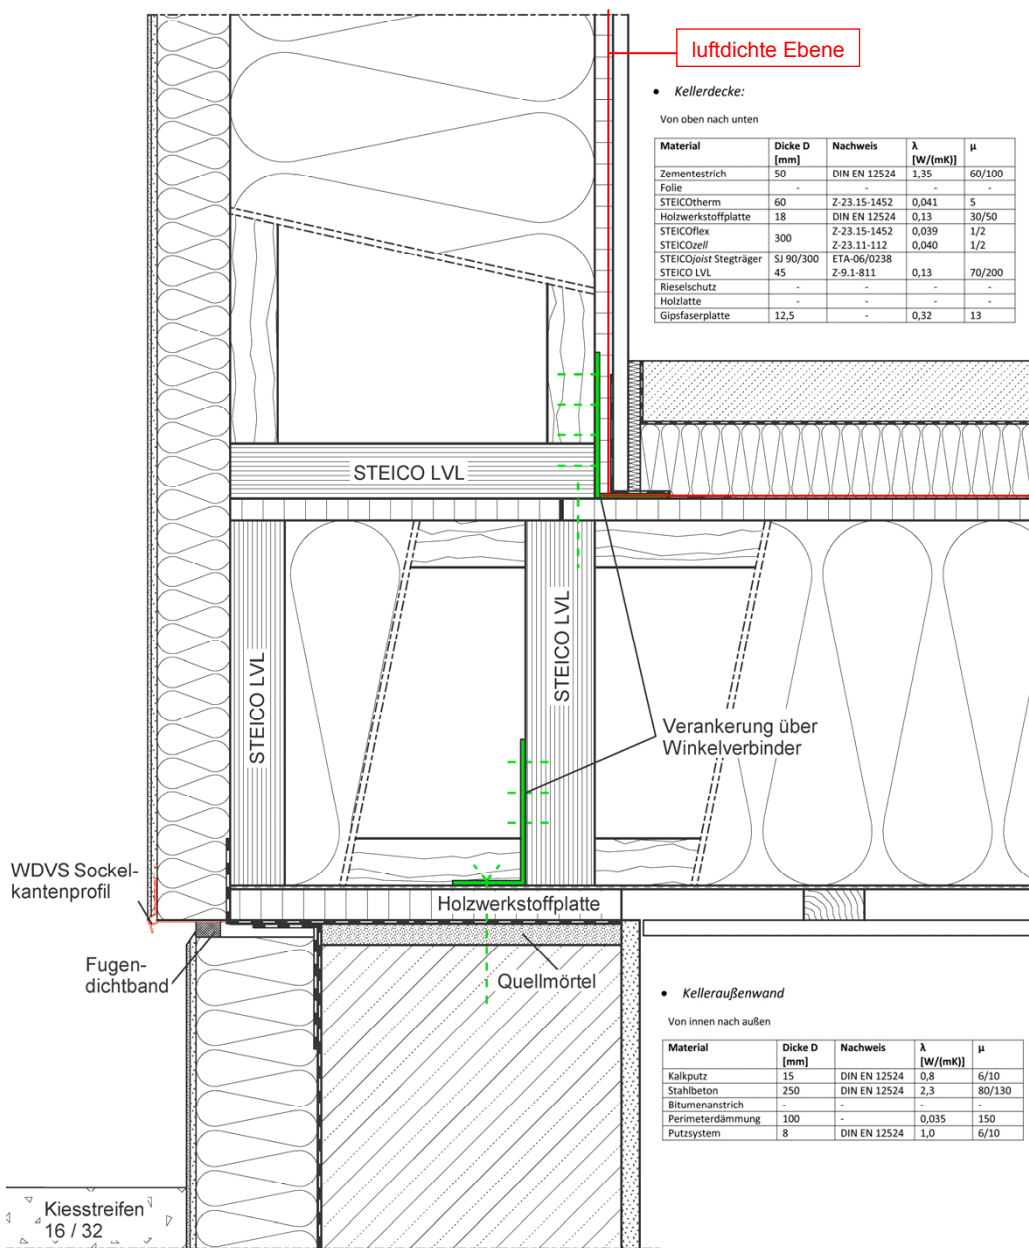 luftdichte Ebene
• Kellerdecke:
Von oben nach unten
Material Dicke D [mm] Nachweis λ [W/(mK)] μ
Zementestrich 50 DIN EN 12524 1,35 60/100
Folie - - - -
STEICOtherm 60 Z-23.15-1452 0,041 5
Holzwerkstoffplatte 18 DIN EN 12524 0,13 30/50
STEICOflex 300 Z-23.15-1452 0,039 1/2
STEICOzell Z-23.11-112 0,040 1/2
STEICOjoist Stegträger SJ 90/300 ETA-06/0238
STEICO LVL 45 Z-9.1-811 0,13 70/200
Rieselschutz - - - -
Holzlatte - - - -
Gipsfaserplatte 12,5 - 0,32 13
STEICO LVL
STEICO LVL
STEICO LVL
Verankerung über
Winkelverbinder
WDVS Sockel-
kantenprofil
Holzwerkstoffplatte
Fugen-
dichtband
Quellmörtel
• Kelleraußenwand
Von innen nach außen
Material Dicke D [mm] Nachweis λ [W/(mK)] μ
Kalkputz 15 DIN EN 12524 0,8 6/10
Stahlbeton 250 DIN EN 12524 2,3 80/130
Bitumenanstrich - - - -
Perimeterdämmung 100 - 0,035 150
Putzsystem 8 DIN EN 12524 1,0 6/10
Kiesstreifen
16 / 32